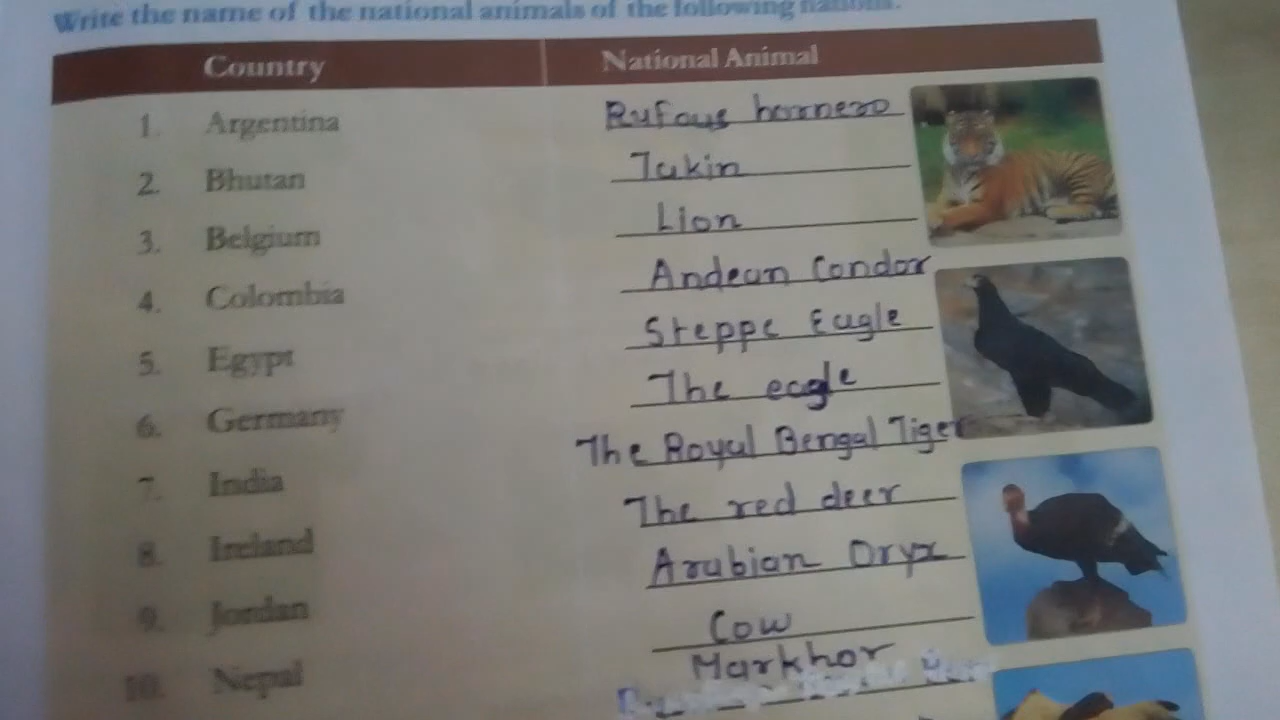 Write the name of the national animals of the following nations.
Country National Animal
1. Argentina Rufous hornero
2. Bhutan Takin
3. Belgium Lion
4. Colombia Andean Condor
5. Egypt Steppe Eagle
6. Germany The eagle
7. India The Royal Bengal Tiger
8. Ireland The red deer
9. Jordan Arabian Oryx
10. Nepal Cow
Markhor